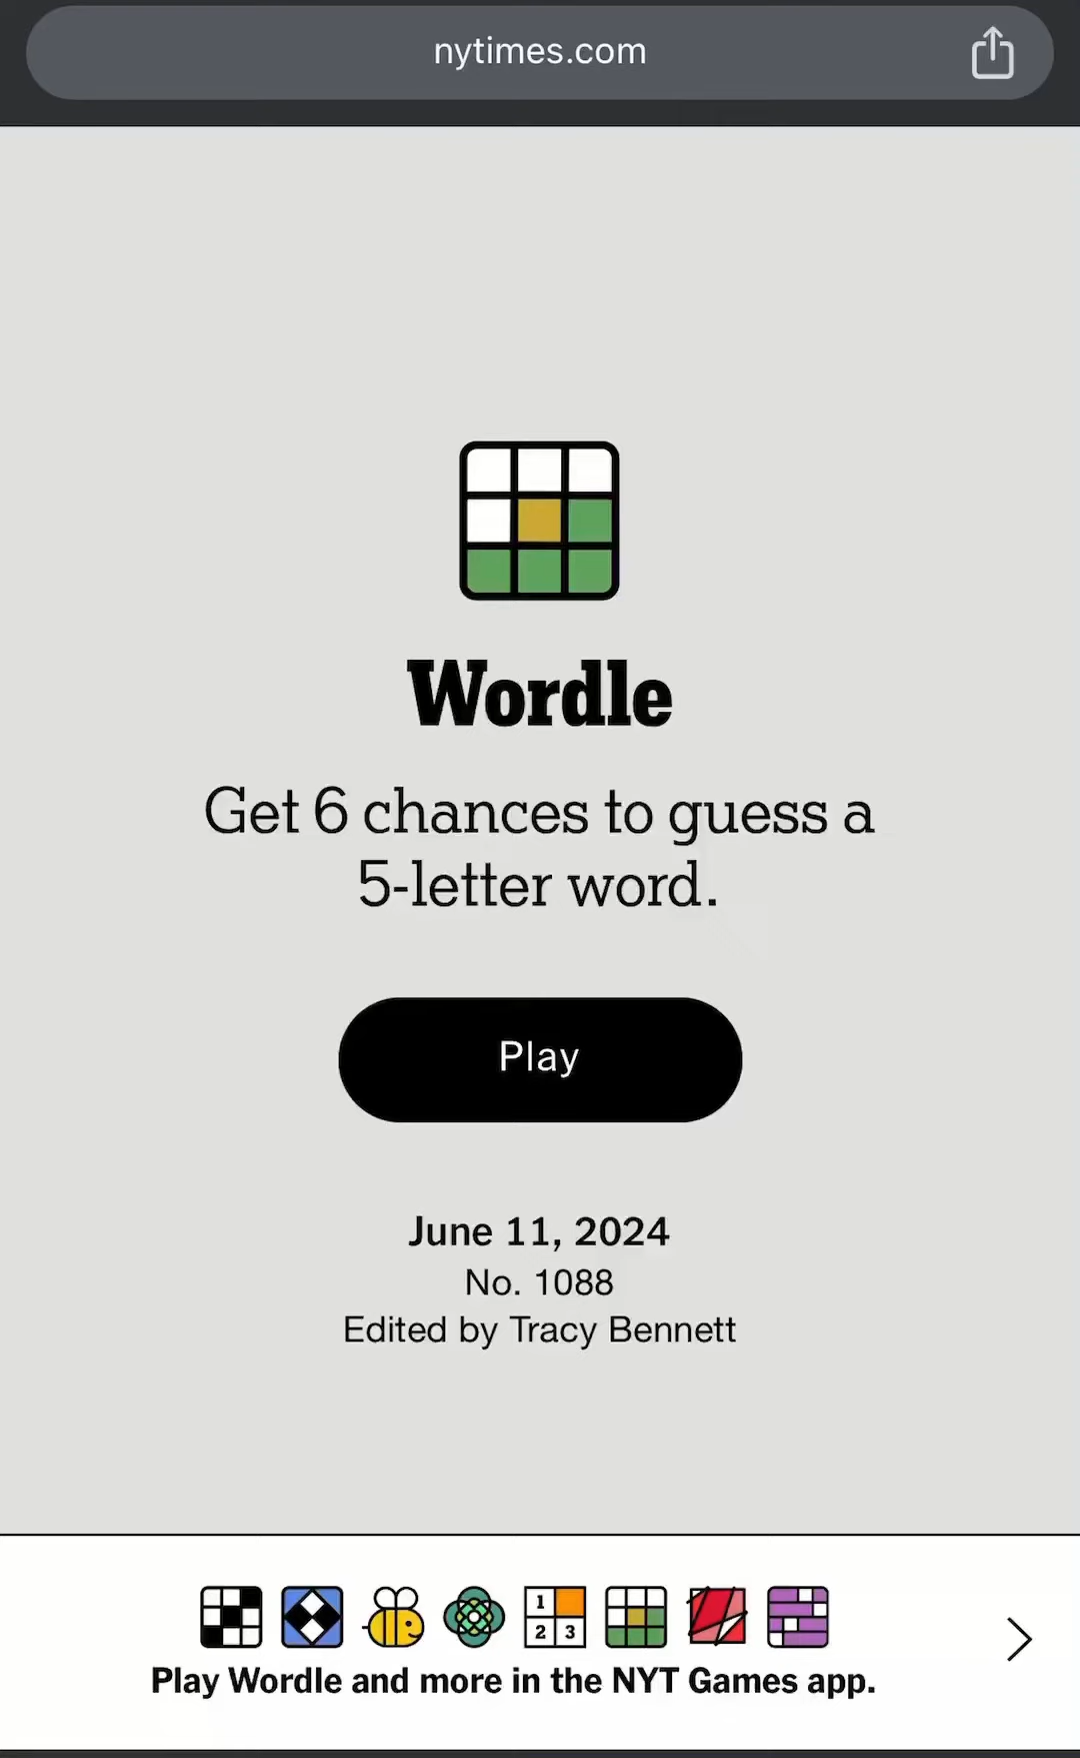 nytimes.com
Wordle
Get 6 chances to guess a
5-letter word.
Play
June 11, 2024
No. 1088
Edited by Tracy Bennett
1
2 3
Play Wordle and more in the NYT Games app.